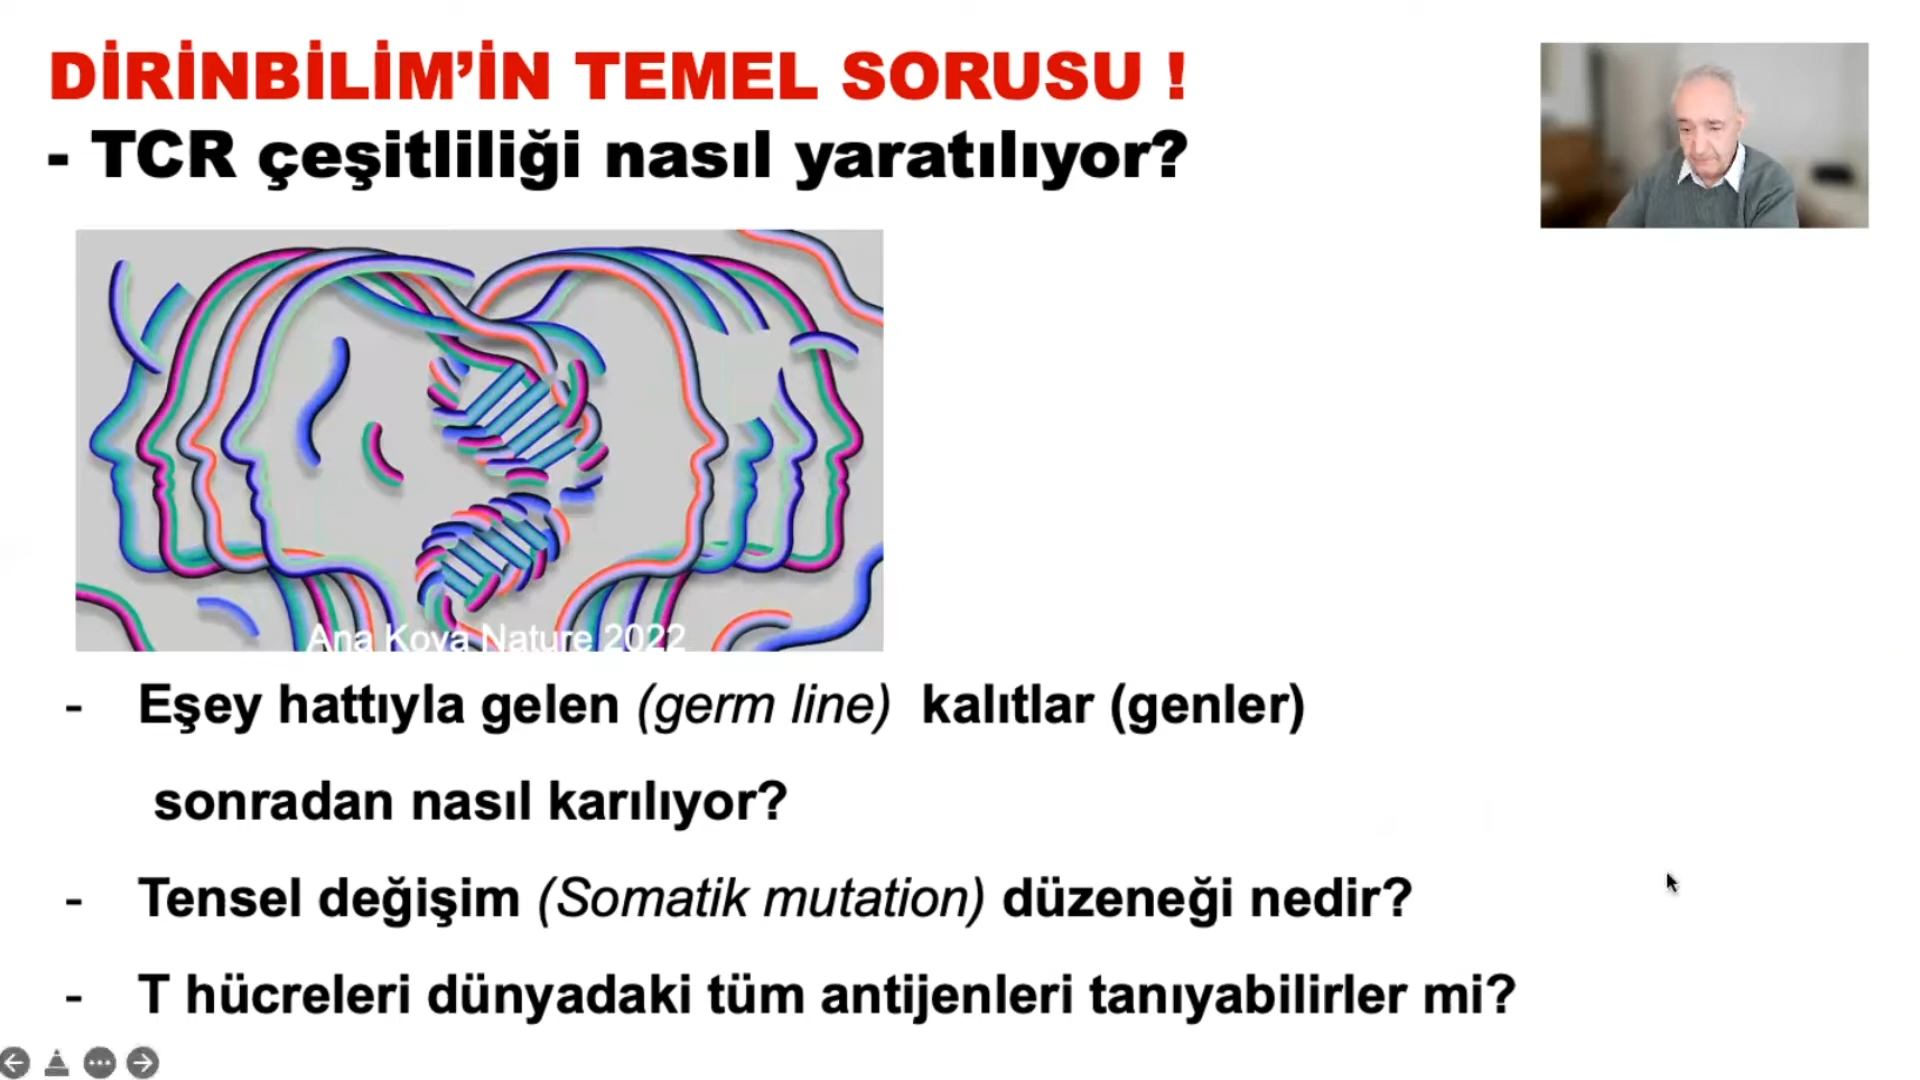 DİRİNBİLİM’İN TEMEL SORUSU !
- TCR çeşitliliği nasıl yaratılıyor?
Ana Kova Nature 2022
- Eşey hattıyla gelen (germ line) kalıtlar (genler)
sonradan nasıl karılıyor?
- Tensel değişim (Somatik mutation) düzeneği nedir?
- T hücreleri dünyadaki tüm antijenleri tanıyabilirler mi?